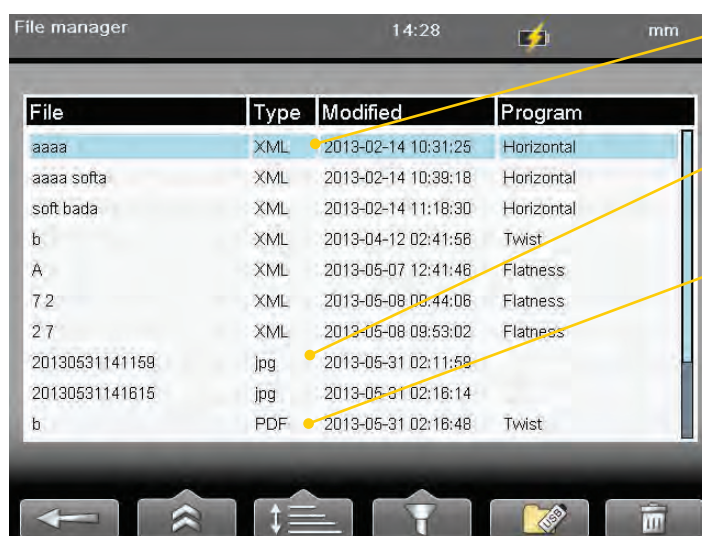 File manager 14:28 mm
File Type Modified Program
aaaa XML 2013-02-14 10:31:25 Horizontal
aaaa softa XML 2013-02-14 10:39:18 Horizontal
soft bada XML 2013-02-14 11:18:30 Horizontal
b XML 2013-04-12 02:41:56 Twist
A XML 2013-05-07 12:41:46 Flatness
7 2 XML 2013-05-08 09:44:06 Flatness
2 7 XML 2013-05-08 09:53:02 Flatness
20130531141159 jpg 2013-05-31 02:11:58
20130531141615 jpg 2013-05-31 02:16:14
b PDF 2013-05-31 02:16:48 Twist
USB